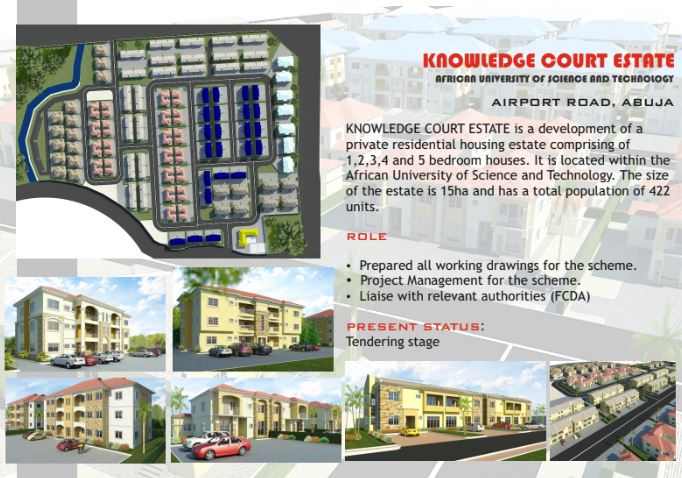 KNOWLEDGE COURT ESTATE
AFRICAN UNIVERSITY OF SCIENCE AND TECHNOLOGY
AIRPORT ROAD, ABUJA
KNOWLEDGE COURT ESTATE is a development of a
private residential housing estate comprising of
1,2,3,4 and 5 bedroom houses. It is located within the
African University of Science and Technology. The size
of the estate is 15ha and has a total population of 422
units.
ROLE
• Prepared all working drawings for the scheme.
• Project Management for the scheme.
• Liaise with relevant authorities (FCDA)
PRESENT STATUS:
Tendering stage